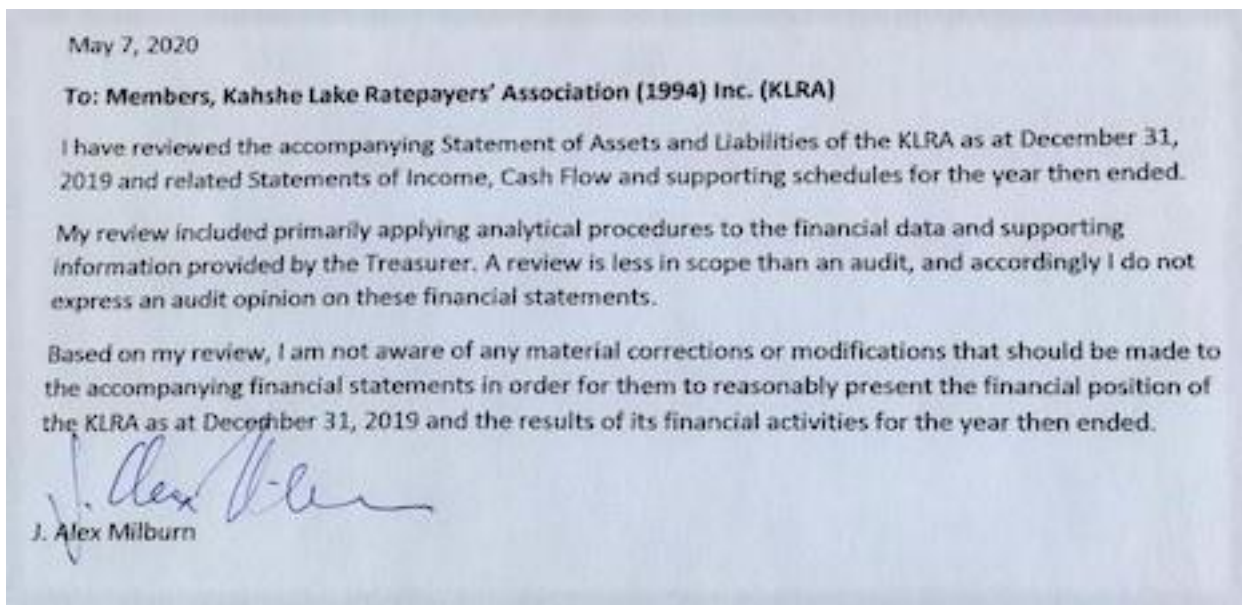 May 7, 2020
To: Members, Kahshe Lake Ratepayers' Association (1994) Inc. (KLRA)
I have reviewed the accompanying Statement of Assets and Liabilities of the KLRA as at December 31,
2019 and related Statements of Income, Cash Flow and supporting schedules for the year then ended.
My review included primarily applying analytical procedures to the financial data and supporting
information provided by the Treasurer. A review is less in scope than an audit, and accordingly I do not
express an audit opinion on these financial statements.
Based on my review, I am not aware of any material corrections or modifications that should be made to
the accompanying financial statements in order for them to reasonably present the financial position of
the KLRA as at December 31, 2019 and the results of its financial activities for the year then ended.
J. Alex
J. Alex Milburn